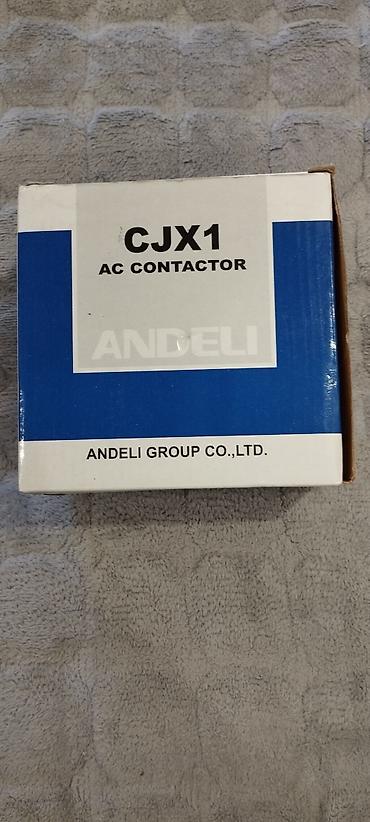 CJX1
AC CONTACTOR
ANDELI
ANDELI GROUP CO.,LTD.